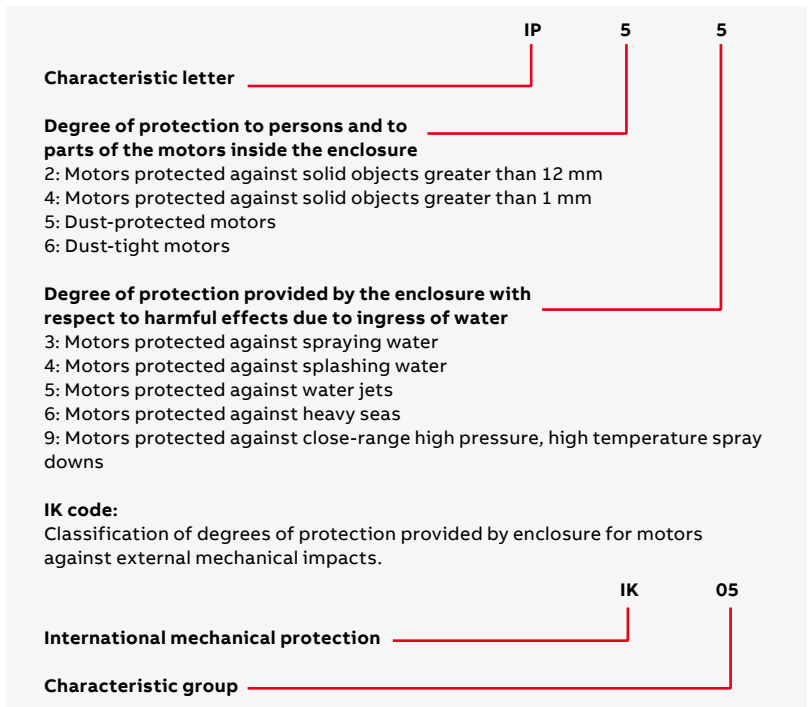 IP 5 5
Characteristic letter
Degree of protection to persons and to
parts of the motors inside the enclosure
2: Motors protected against solid objects greater than 12 mm
4: Motors protected against solid objects greater than 1 mm
5: Dust-protected motors
6: Dust-tight motors
Degree of protection provided by the enclosure with
respect to harmful effects due to ingress of water
3: Motors protected against spraying water
4: Motors protected against splashing water
5: Motors protected against water jets
6: Motors protected against heavy seas
9: Motors protected against close-range high pressure, high temperature spray
downs
IK code:
Classification of degrees of protection provided by enclosure for motors
against external mechanical impacts.
IK 05
International mechanical protection
Characteristic group